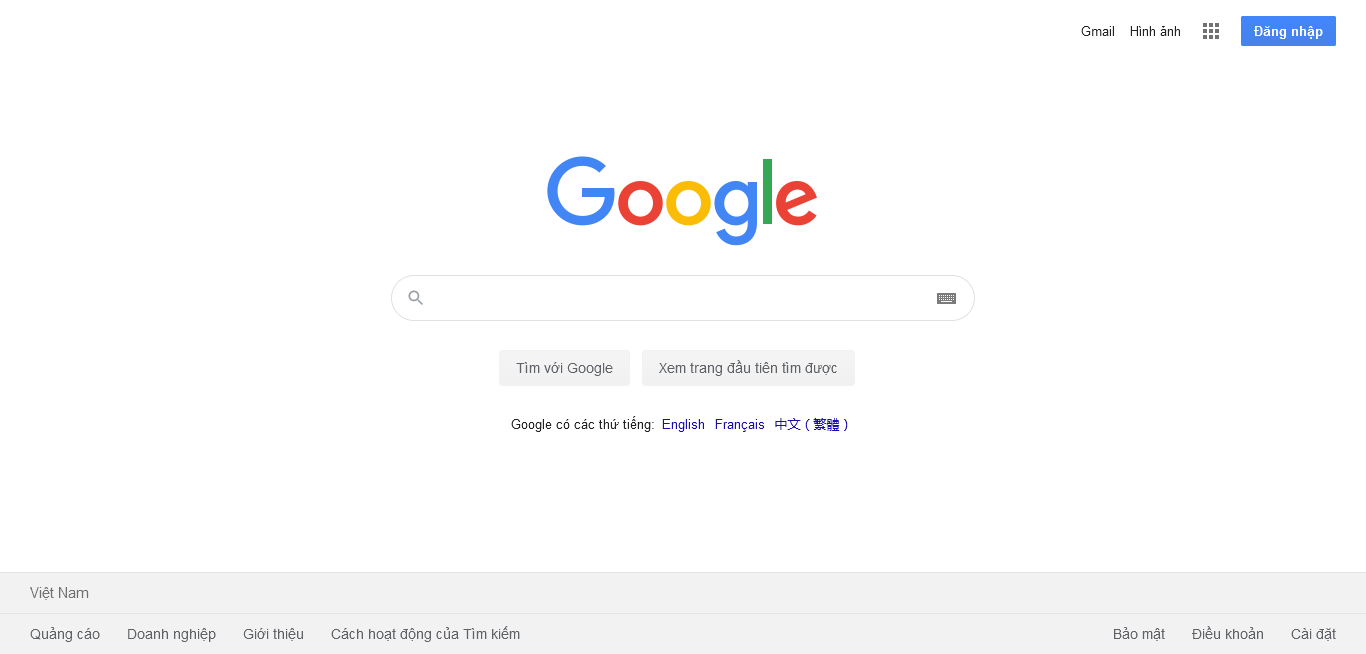 Gmail Hình ảnh Đăng nhập
Google
Tìm với Google Xem trang đầu tiên tìm được
Google có các thứ tiếng: English Français 中文 ( 繁體 )
Việt Nam
Quảng cáo Doanh nghiệp Giới thiệu Cách hoạt động của Tìm kiếm Bảo mật Điều khoản Cài đặt